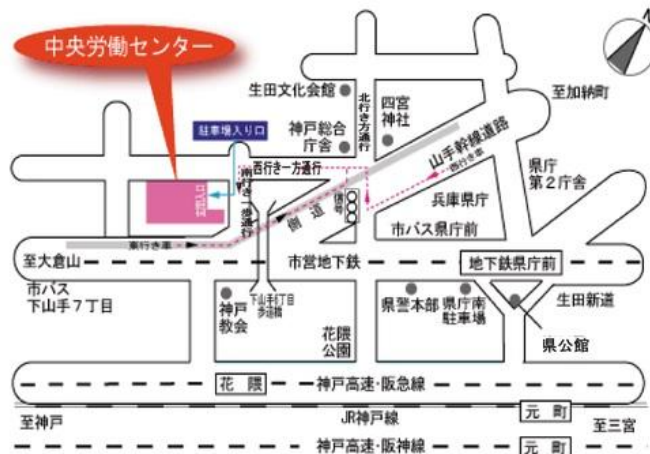 中央労働センター
N
生田文化会館
北行き一方通行
四宮
神社
至加納町
駐車場入り口
神戸総合
庁舎
山手幹線道路
西行き車
西行き一方通行
県庁
第2庁舎
南行き一歩通行
信号
兵庫県庁
側道
市バス県庁前
東行き車
至大倉山
市営地下鉄
地下鉄県庁前
市バス
下山手7丁目
神戸
教会
下山手6丁目
歩道橋
県警本部
県庁南
駐車場
生田新道
花隈
公園
県公館
花隈
神戸高速・阪急線
至神戸
JR神戸線
元町
至三宮
神戸高速・阪神線
元町